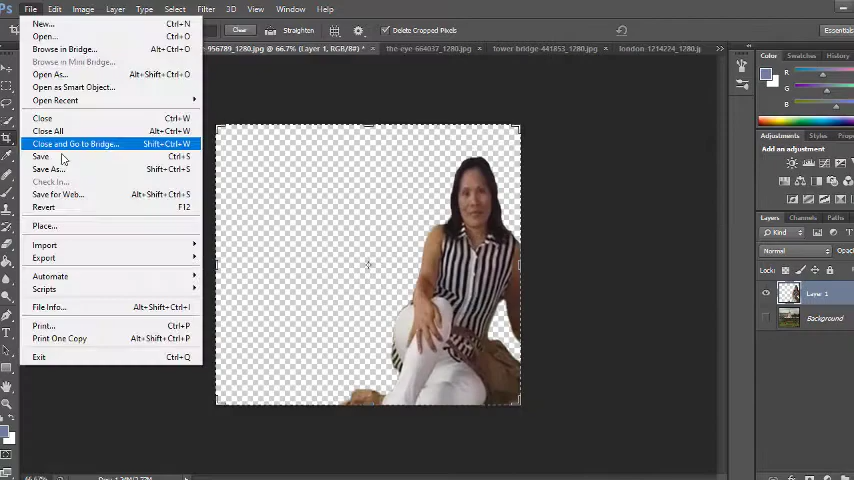 File Edit Image Layer Type Select Filter 3D View Window Help
Clear Straighten Delete Cropped Pixels Essentials
956789_1280.jpg @ 66.7% (Layer 1, RGB/8#) * × the-eye 664037_1280.jpg × tower bridge-441853_1280.jpg × london-1214224_1280.j
New... Ctrl+N
Open... Ctrl+O
Browse in Bridge... Alt+Ctrl+O
Browse in Mini Bridge...
Open As... Alt+Shift+Ctrl+O
Open as Smart Object...
Open Recent
Close Ctrl+W
Close All Alt+Ctrl+W
Close and Go to Bridge... Shift+Ctrl+W
Save Ctrl+S
Save As... Shift+Ctrl+S
Check In...
Save for Web... Alt+Shift+Ctrl+S
Revert F12
Place...
Import
Export
Automate
Scripts
File Info... Alt+Shift+Ctrl+I
Print... Ctrl+P
Print One Copy Alt+Shift+Ctrl+P
Exit Ctrl+Q
Color Swatches History
R
G
B
Adjustments Styles Prope
Add an adjustment
Layers Channels Paths
Kind
Normal Opac
Lock: Fill
Layer 1
Background